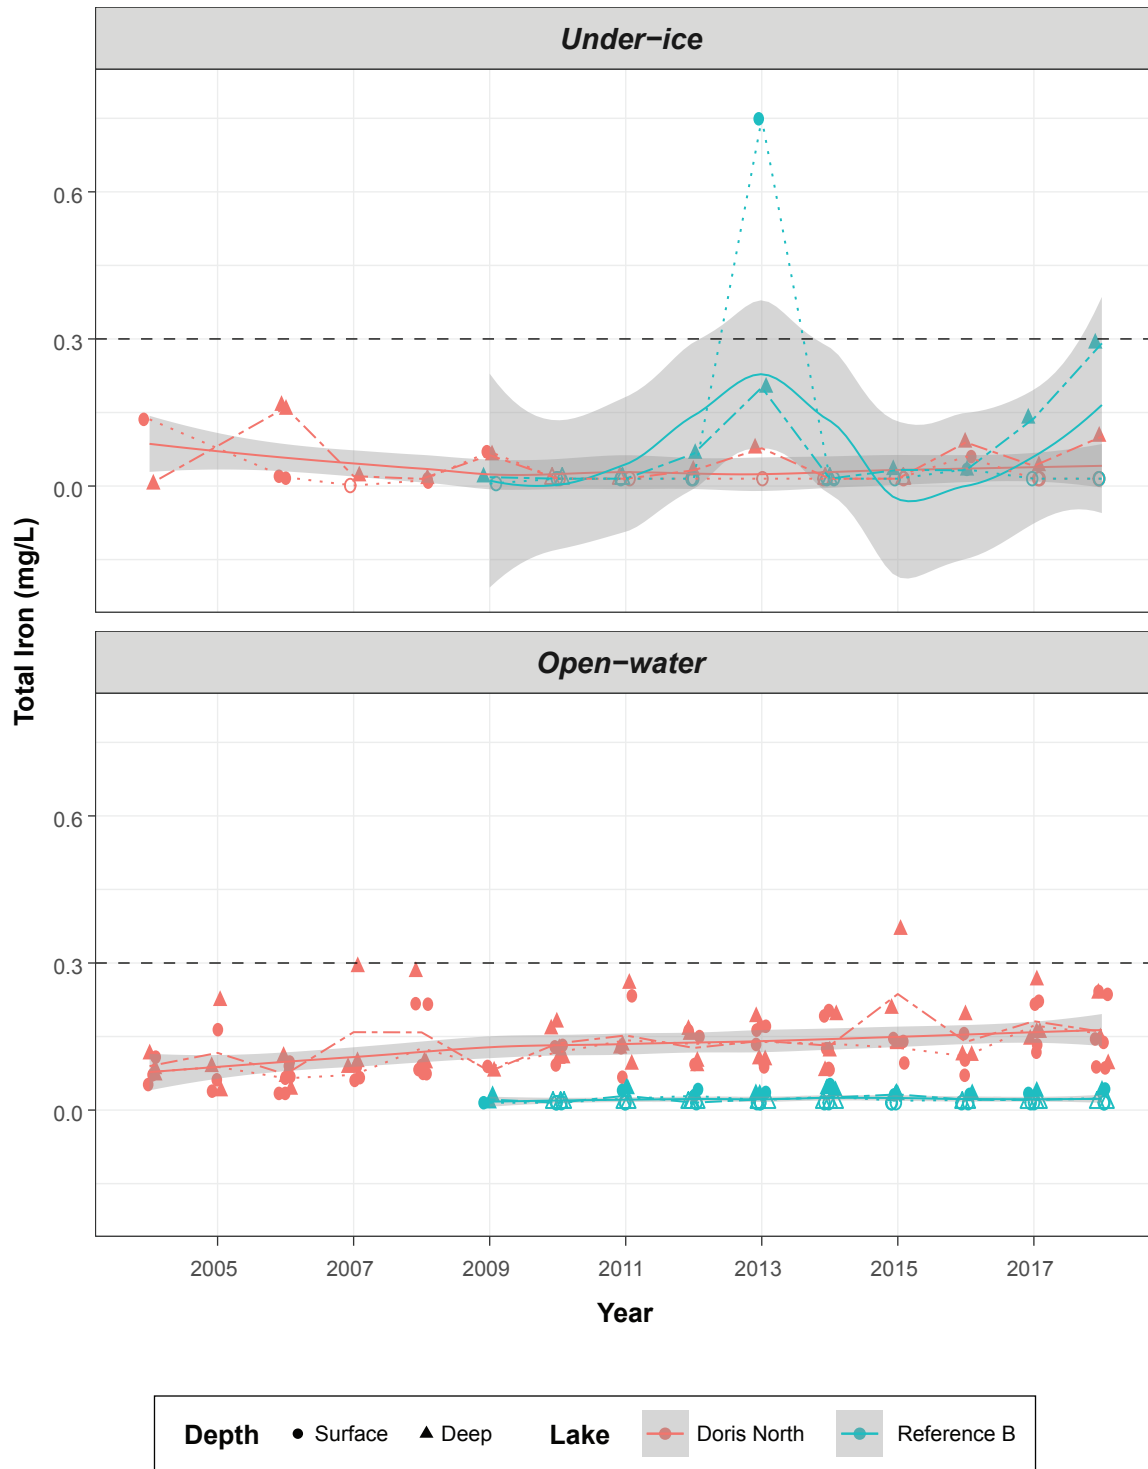 Under−ice
0.6
0.3
0.0
Total Iron (mg/L)
Open−water
0.6
0.3
0.0
2005 2007 2009 2011 2013 2015 2017
Year
Depth Surface Deep Lake Doris North Reference B